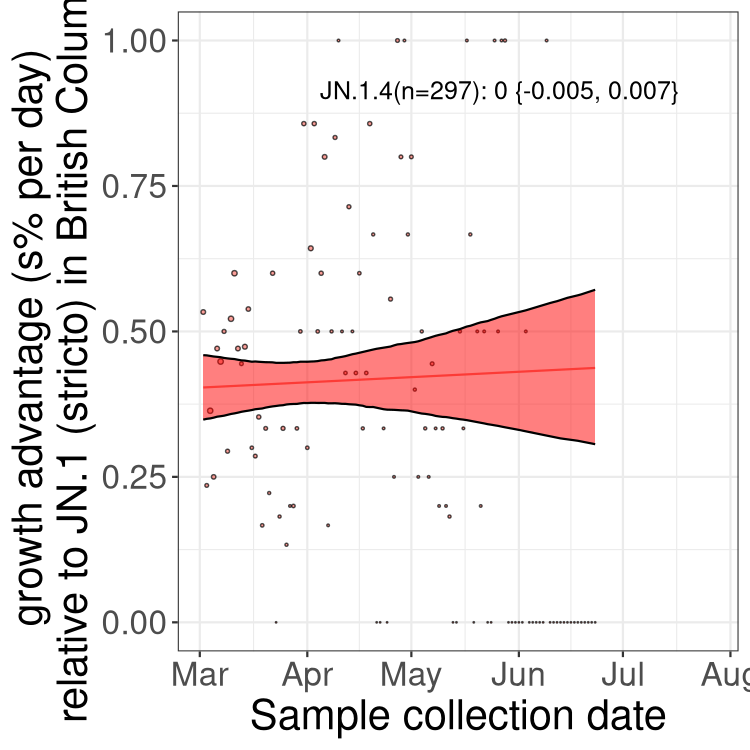 growth advantage (s% per day)
relative to JN.1 (stricto) in British Colum
1.00
0.75
0.50
0.25
0.00
JN.1.4(n=297): 0 {-0.005, 0.007}
Mar Apr May Jun Jul Aug
Sample collection date